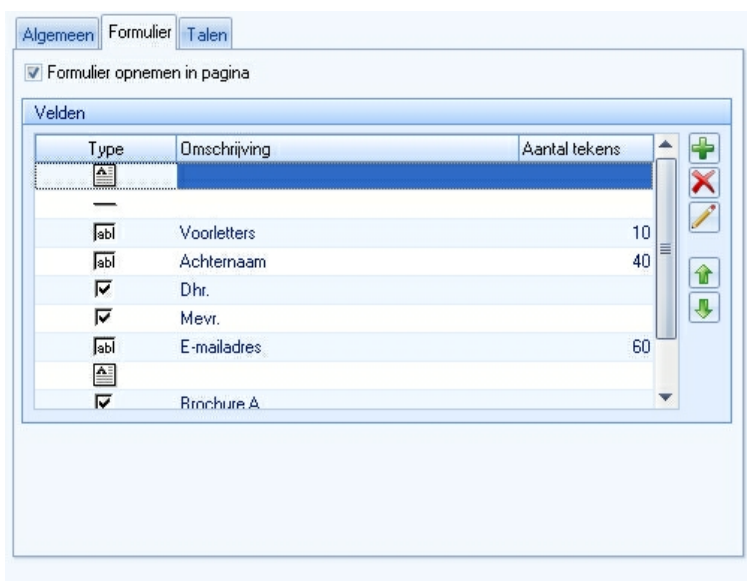 Algemeen Formulier Talen
Formulier opnemen in pagina
Velden
Type Omschrijving Aantal tekens
A
abl Voorletters 10
abl Achternaam 40
Dhr.
Mevr.
abl E-mailadres 60
A
Brochure A